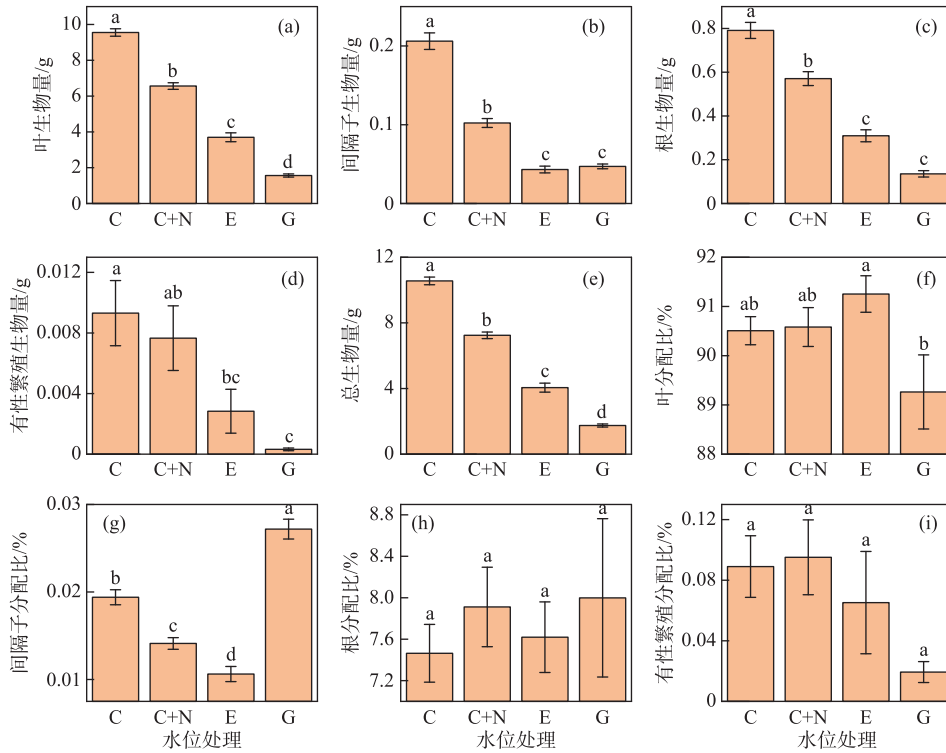 (a)
叶生物量/g
10
8
6
4
2
0
a
b
c
d
C
C+N
E
G
(b)
间隔子生物量/g
0.2
0.1
0
a
b
c
c
C
C+N
E
G
(c)
根生物量/g
0.8
0.6
0.4
0.2
0
a
b
c
c
C
C+N
E
G
(d)
有性繁殖生物量/g
0.012
0.008
0.004
0
a
ab
bc
c
C
C+N
E
G
(e)
总生物量/g
12
8
4
0
a
b
c
d
C
C+N
E
G
(f)
叶分配比/%
92
91
90
89
88
ab
ab
a
b
C
C+N
E
G
(g)
间隔子分配比/%
0.03
0.02
0.01
b
c
d
a
C
C+N
E
G
水位处理
(h)
根分配比/%
8.8
8.4
8.0
7.6
7.2
a
a
a
a
C
C+N
E
G
水位处理
(i)
有性繁殖分配比/%
0.12
0.08
0.04
0
a
a
a
a
C
C+N
E
G
水位处理